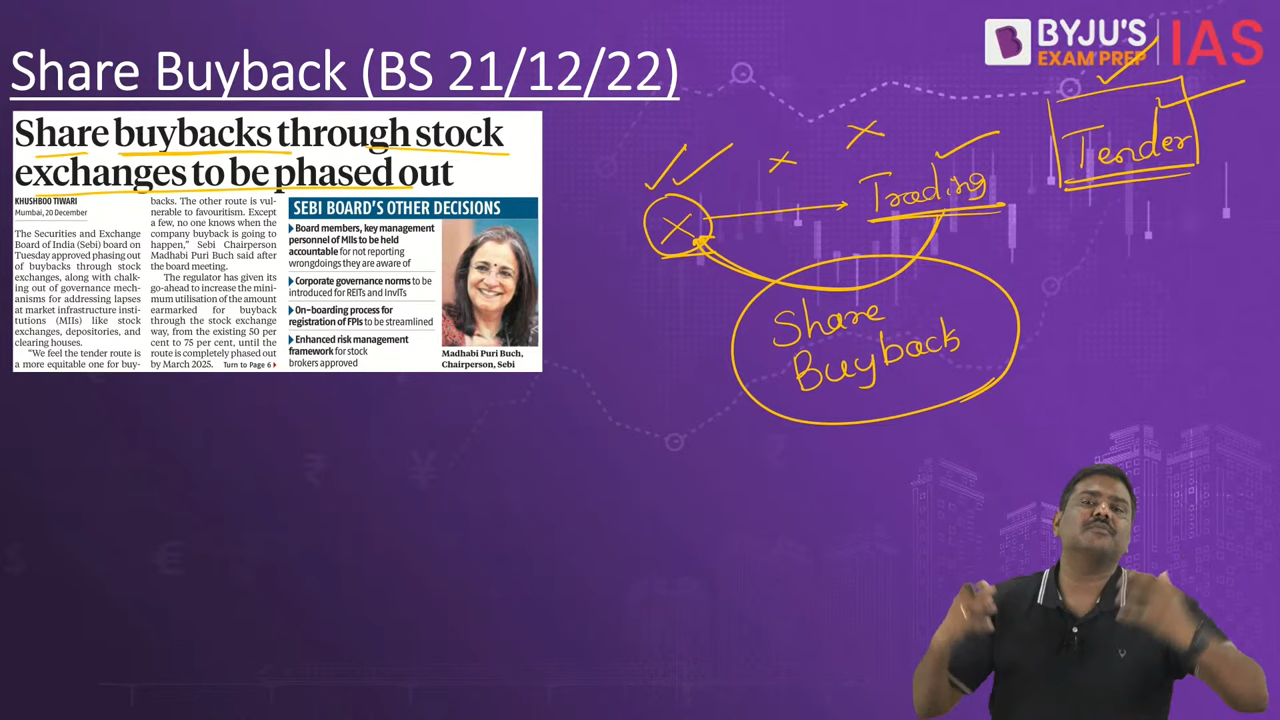 Share Buyback (BS 21/12/22)
BYJU'S
EXAM PREP
IAS
Share buybacks through stock
exchanges to be phased out
KHUSHBOO TIWARI
Mumbai, 20 December
The Securities and Exchange
Board of India (Sebi) board on
Tuesday approved phasing out
of buybacks through stock
exchanges, along with chalk-
ing out of governance mech-
anisms for addressing lapses
at market infrastructure insti-
tutions (MIIs) like stock
exchanges, depositories, and
clearing houses.
"We feel the tender route is
a more equitable one for buy-
backs. The other route is vul-
nerable to favouritism. Except
a few, no one knows when the
company buyback is going to
happen," Sebi Chairperson
Madhabi Puri Buch said after
the board meeting.
The regulator has given its
go-ahead to increase the mini-
mum utilisation of the amount
earmarked for buyback
through the stock exchange
way, from the existing 50 per
cent to 75 per cent, until the
route is completely phased out
by March 2025. Turn to Page 6
SEBI BOARD'S OTHER DECISIONS
Board members, key management
personnel of MIIs to be held
accountable for not reporting
wrongdoings they are aware of
Corporate governance norms to be
introduced for REITs and InvITs
On-boarding process for
registration of FPIs to be streamlined
Enhanced risk management
framework for stock
brokers approved
Madhabi Puri Buch,
Chairperson, Sebi
X
Trading
Tender
Share
Buyback